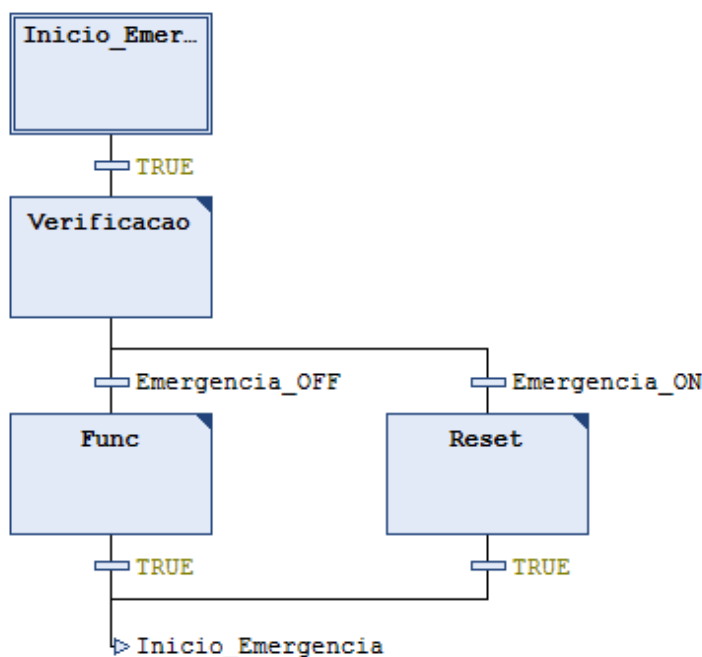 Inicio_Emer…
TRUE
Verificacao
Emergencia_OFF
Emergencia_ON
Func
Reset
TRUE
TRUE
Inicio_Emergencia